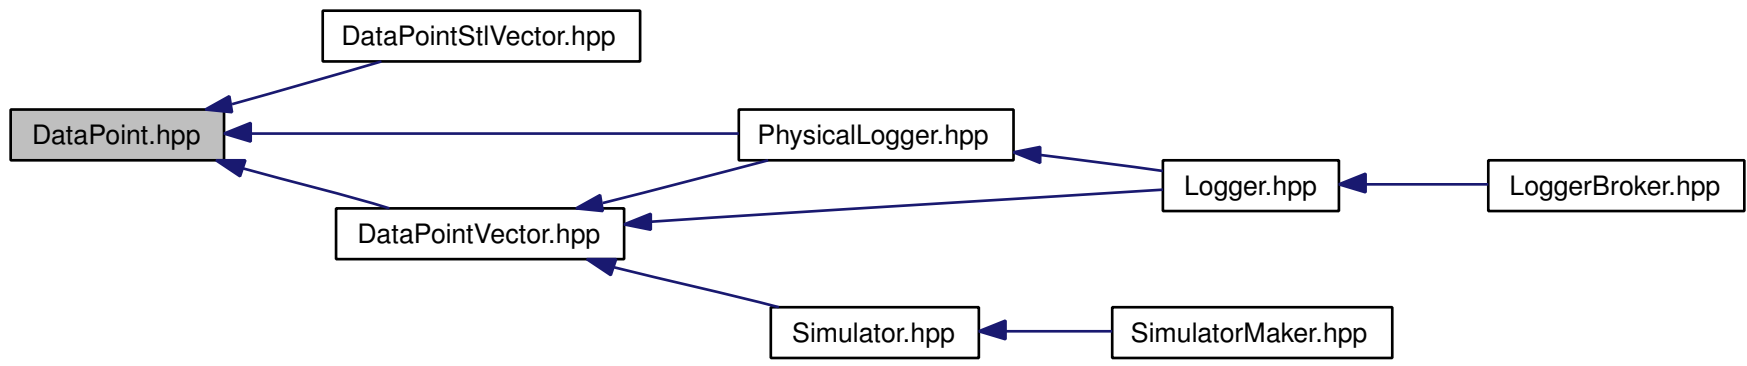 DataPointStlVector.hpp
DataPoint.hpp
PhysicalLogger.hpp
Logger.hpp
LoggerBroker.hpp
DataPointVector.hpp
Simulator.hpp
SimulatorMaker.hpp